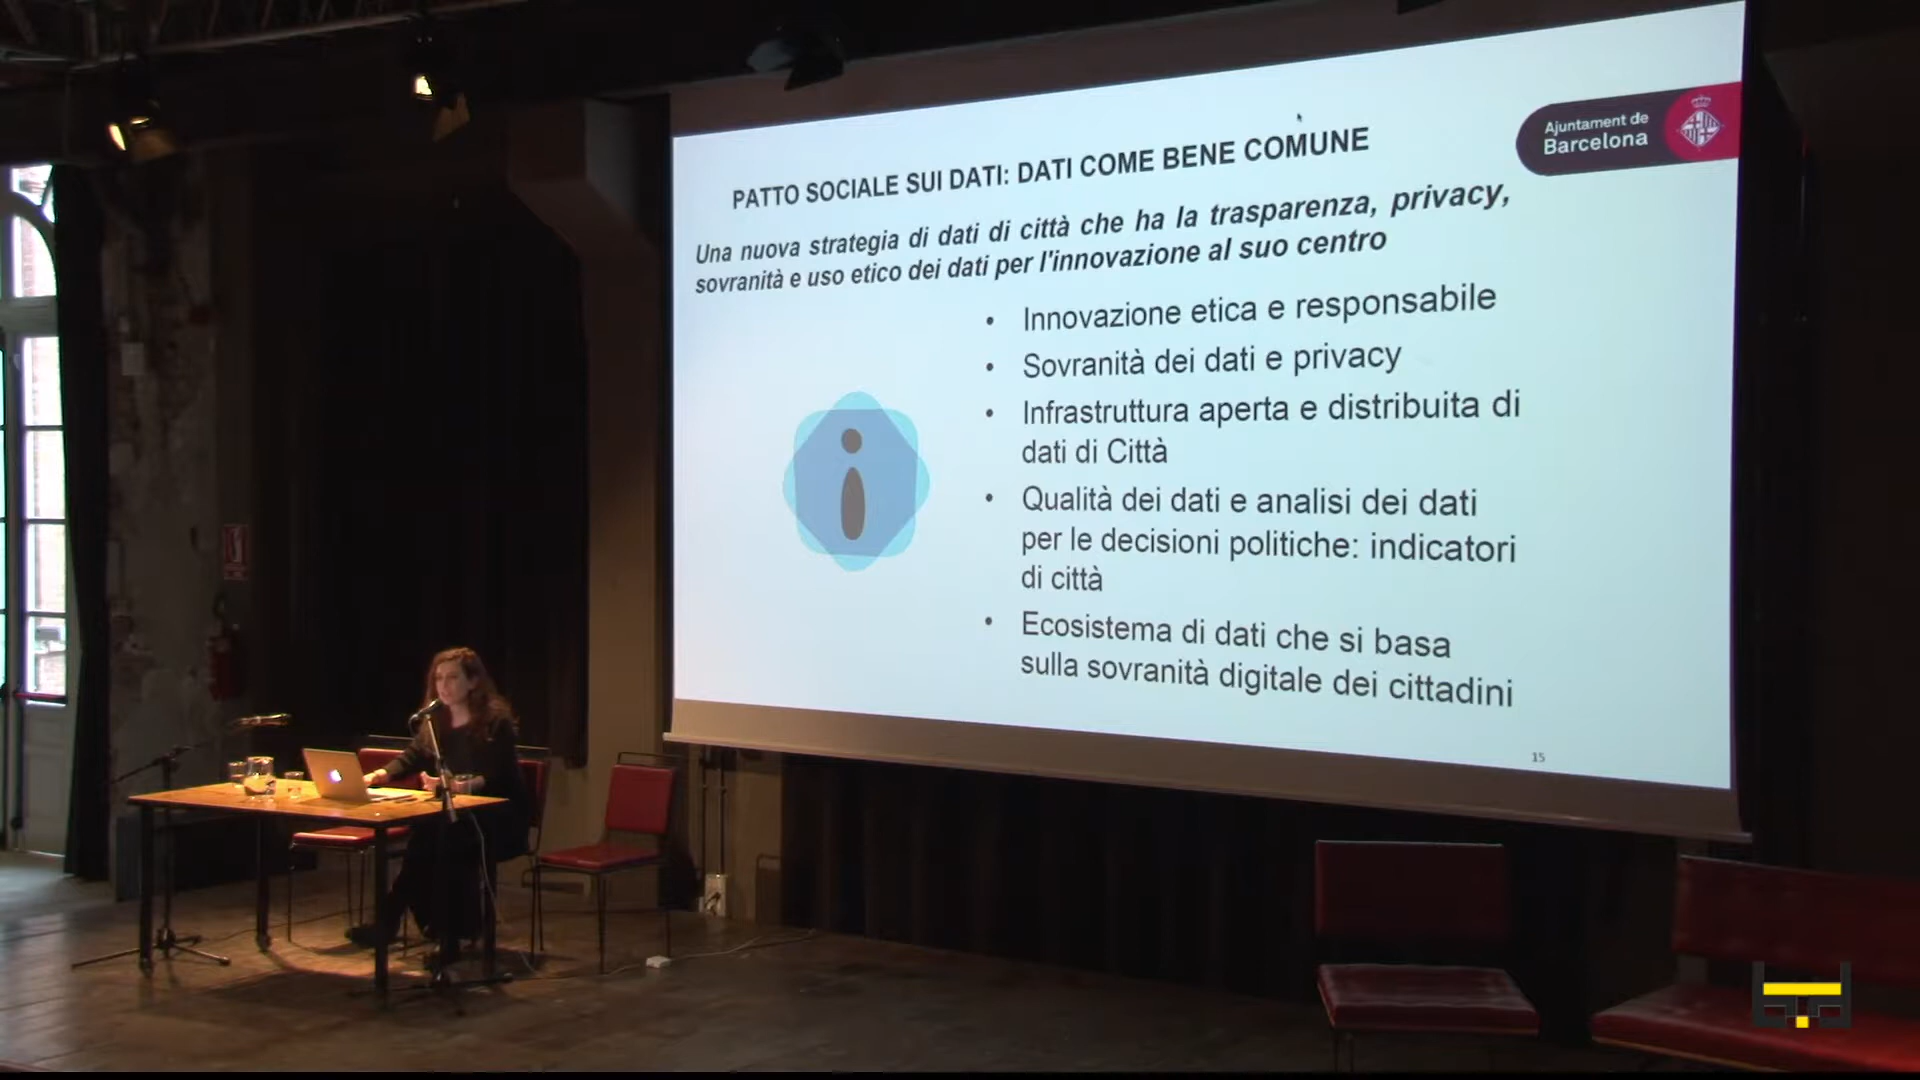 PATTO SOCIALE SUI DATI: DATI COME BENE COMUNE
Ajuntament de
Barcelona
Una nuova strategia di dati di città che ha la trasparenza, privacy,
sovranità e uso etico dei dati per l'innovazione al suo centro
• Innovazione etica e responsabile
• Sovranità dei dati e privacy
• Infrastruttura aperta e distribuita di
dati di Città
• Qualità dei dati e analisi dei dati
per le decisioni politiche: indicatori
di città
• Ecosistema di dati che si basa
sulla sovranità digitale dei cittadini
15